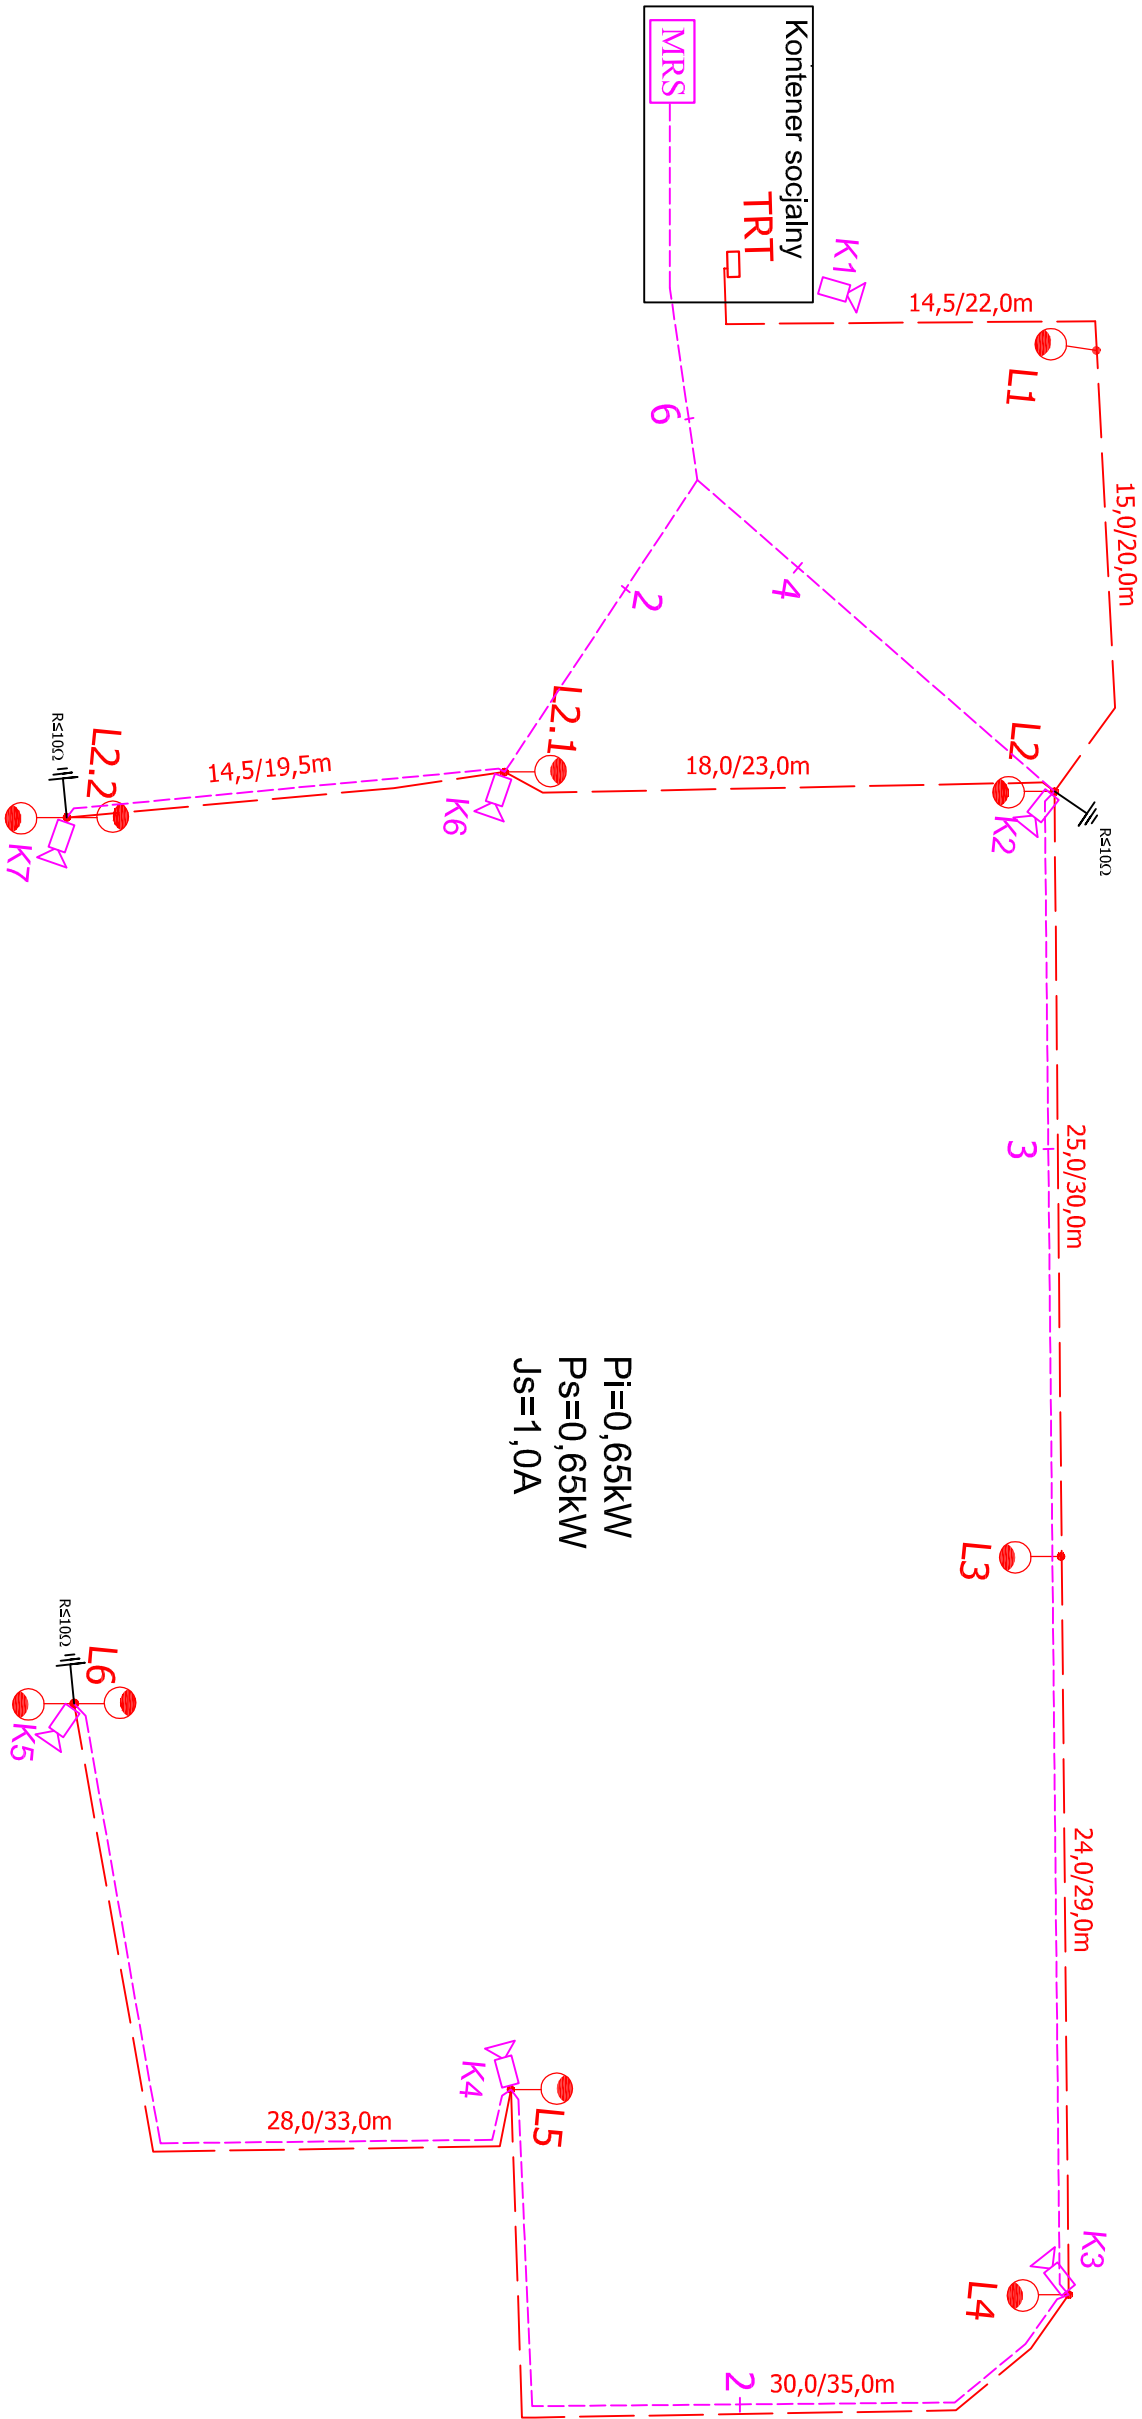 Kontener socjalny
MRS
TRT
K1
14,5/22,0m
L1
15,0/20,0m
6
4
2
L2
K2
R≤10Ω
18,0/23,0m
L2.1
K6
14,5/19,5m
L2.2
R≤10Ω
K7
3
25,0/30,0m
Pi=0,65kW
Ps=0,65kW
Js=1,0A
L3
24,0/29,0m
K3
L4
30,0/35,0m
2
L5
K4
28,0/33,0m
L6
R≤10Ω
K5